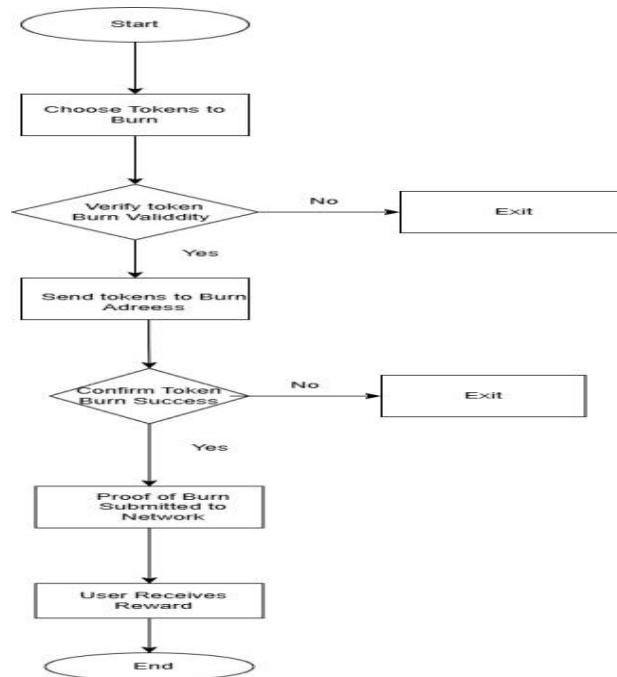 Start
Choose Tokens to
Burn
Verify token
Burn Validdity
No
Exit
Yes
Send tokens to Burn
Adreess
Confirm Token
Burn Success
No
Exit
Yes
Proof of Burn
Submitted to
Network
User Receives
Reward
End